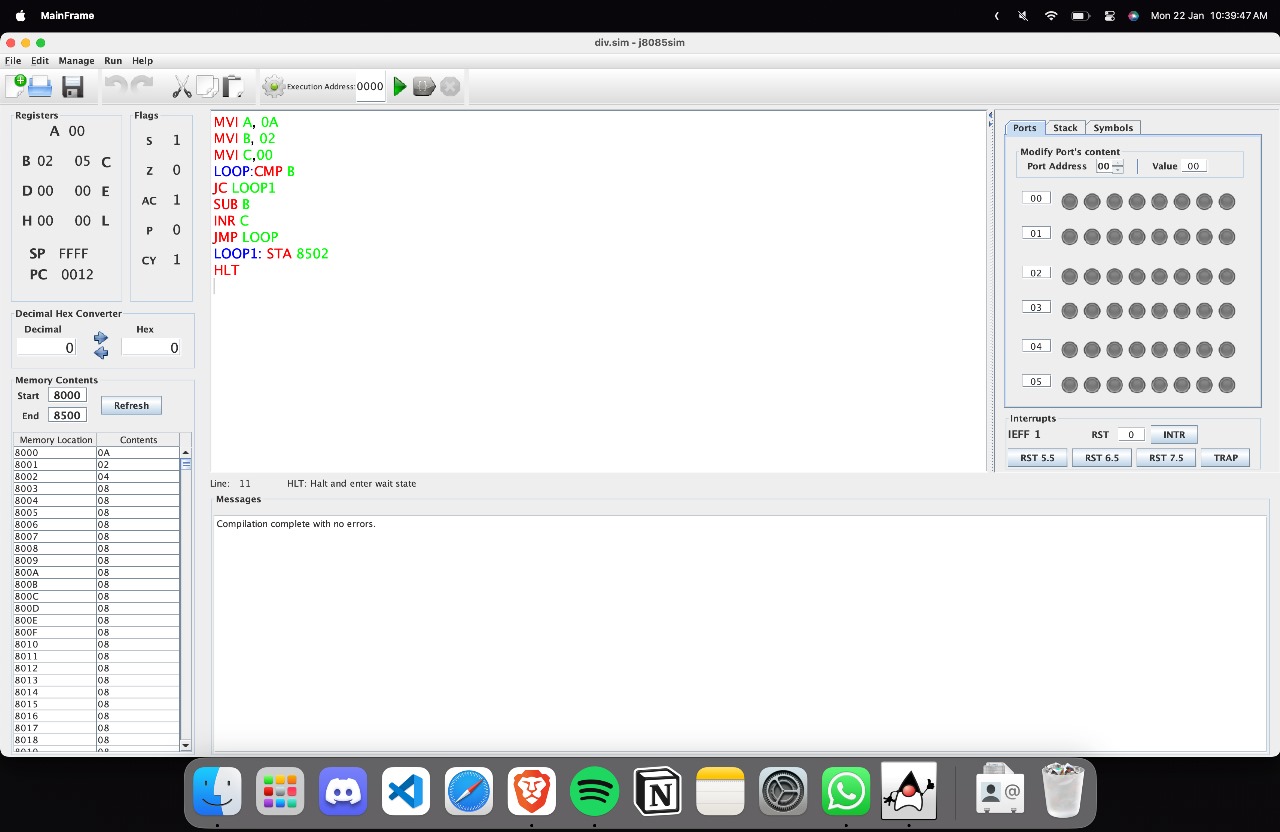 MainFrame
Mon 22 Jan 10:39:47 AM
div.sim - j8085sim
File Edit Manage Run Help
Execution Address: 0000
Registers
A 00
B 02 05 C
D 00 00 E
H 00 00 L
SP FFFF
PC 0012
Flags
S 1
Z 0
AC 1
P 0
CY 1
Decimal Hex Converter
Decimal Hex
0 0
Memory Contents
Start 8000
End 8500
Refresh
Memory Location Contents
8000 0A
8001 02
8002 04
8003 08
8004 08
8005 08
8006 08
8007 08
8008 08
8009 08
800A 08
800B 08
800C 08
800D 08
800E 08
800F 08
8010 08
8011 08
8012 08
8013 08
8014 08
8015 08
8016 08
8017 08
8018 08
8019 08
MVI A, 0A
MVI B, 02
MVI C,00
LOOP:CMP B
JC LOOP1
SUB B
INR C
JMP LOOP
LOOP1: STA 8502
HLT
Line: 11 HLT: Halt and enter wait state
Messages
Compilation complete with no errors.
Ports Stack Symbols
Modify Port's content
Port Address 00 Value 00
00
01
02
03
04
05
Interrupts
IEFF 1 RST 0 INTR
RST 5.5 RST 6.5 RST 7.5 TRAP